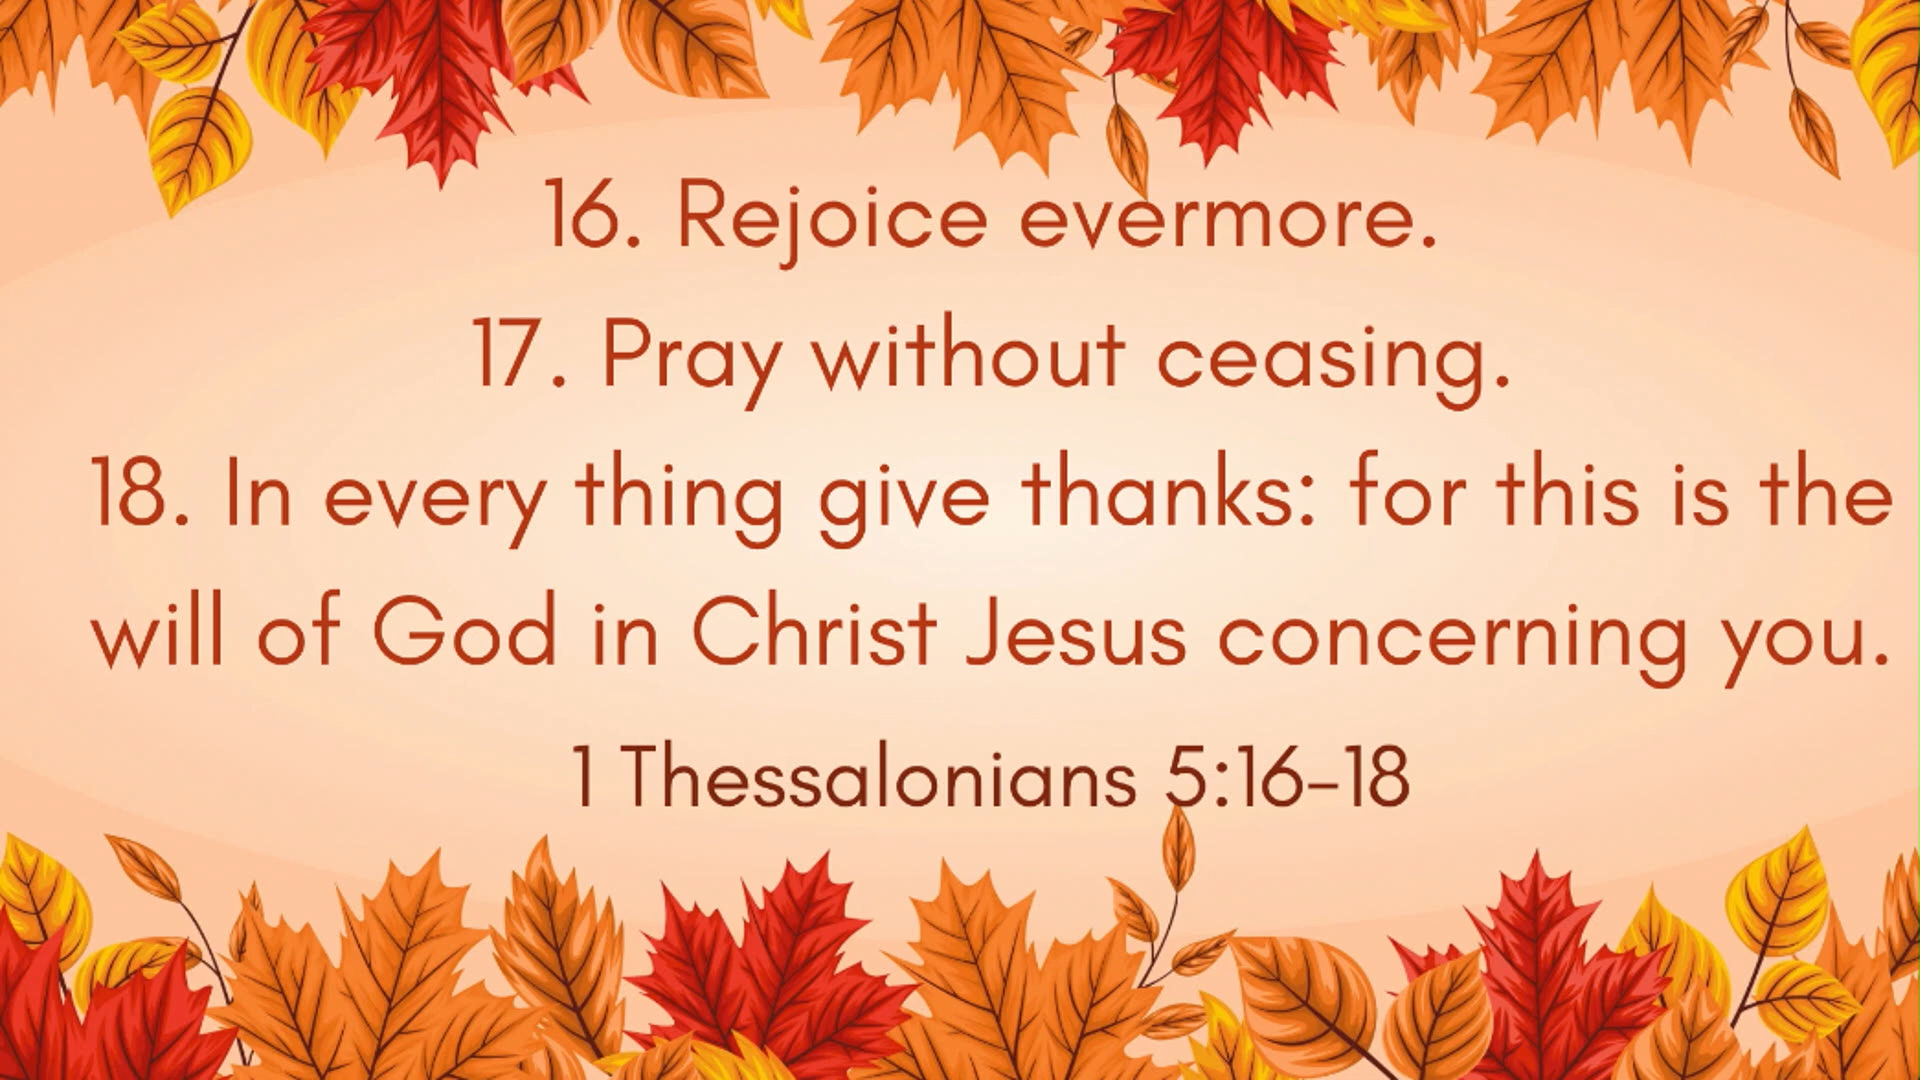 16. Rejoice evermore.
17. Pray without ceasing.
18. In every thing give thanks: for this is the
will of God in Christ Jesus concerning you.
1 Thessalonians 5:16-18